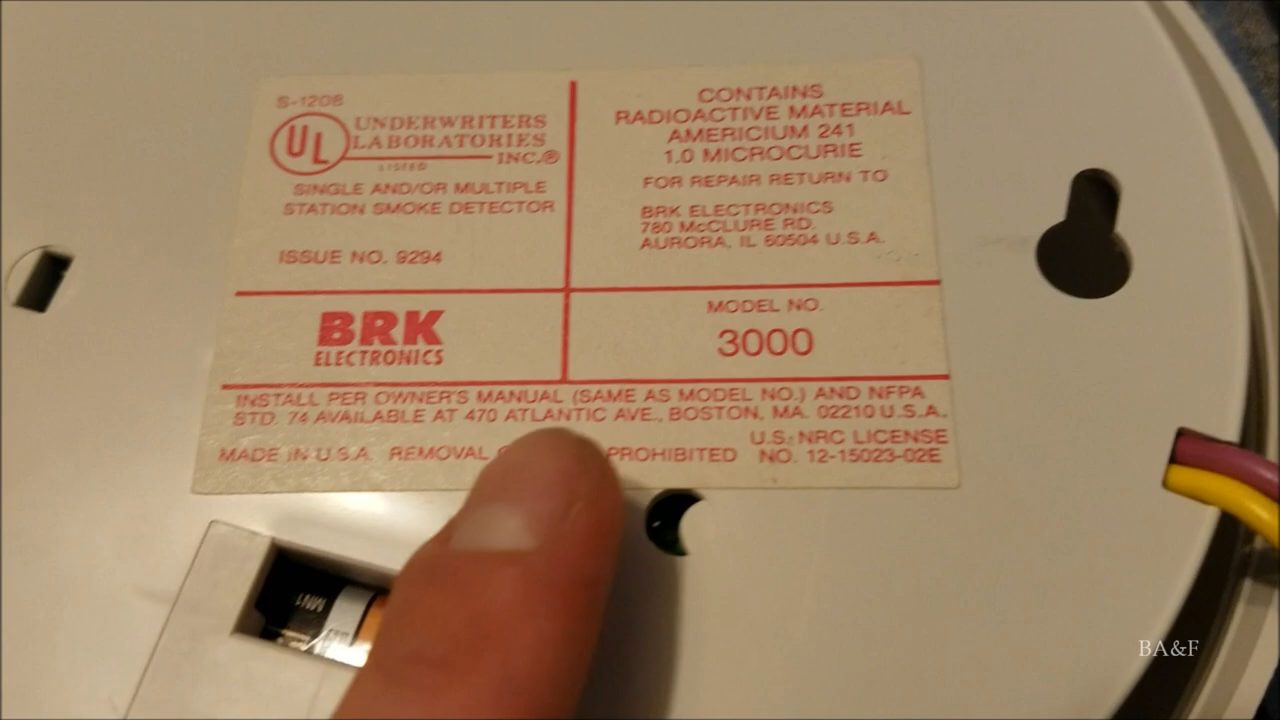 S-1208
UL
UNDERWRITERS
LABORATORIES
INC.®
LISTED
SINGLE AND/OR MULTIPLE
STATION SMOKE DETECTOR
ISSUE NO. 9294
CONTAINS
RADIOACTIVE MATERIAL
AMERICIUM 241
1.0 MICROCURIE
FOR REPAIR RETURN TO
BRK ELECTRONICS
780 McCLURE RD.
AURORA, IL 60504 U.S.A.
BRK
ELECTRONICS
MODEL NO.
3000
INSTALL PER OWNER'S MANUAL (SAME AS MODEL NO.) AND NFPA
STD. 74 AVAILABLE AT 470 ATLANTIC AVE., BOSTON, MA. 02210 U.S.A.
MADE IN U.S.A. REMOVAL PROHIBITED
U.S. NRC LICENSE
NO. 12-15023-02E
MN1
BA&F